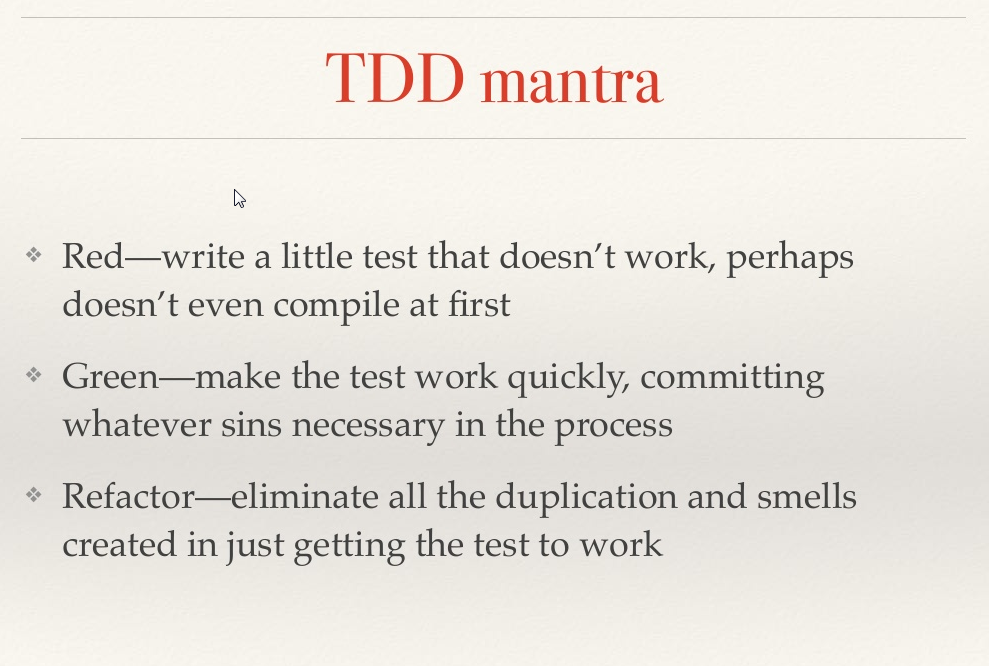 TDD mantra
Red—write a little test that doesn’t work, perhaps
doesn’t even compile at first
Green—make the test work quickly, committing
whatever sins necessary in the process
Refactor—eliminate all the duplication and smells
created in just getting the test to work